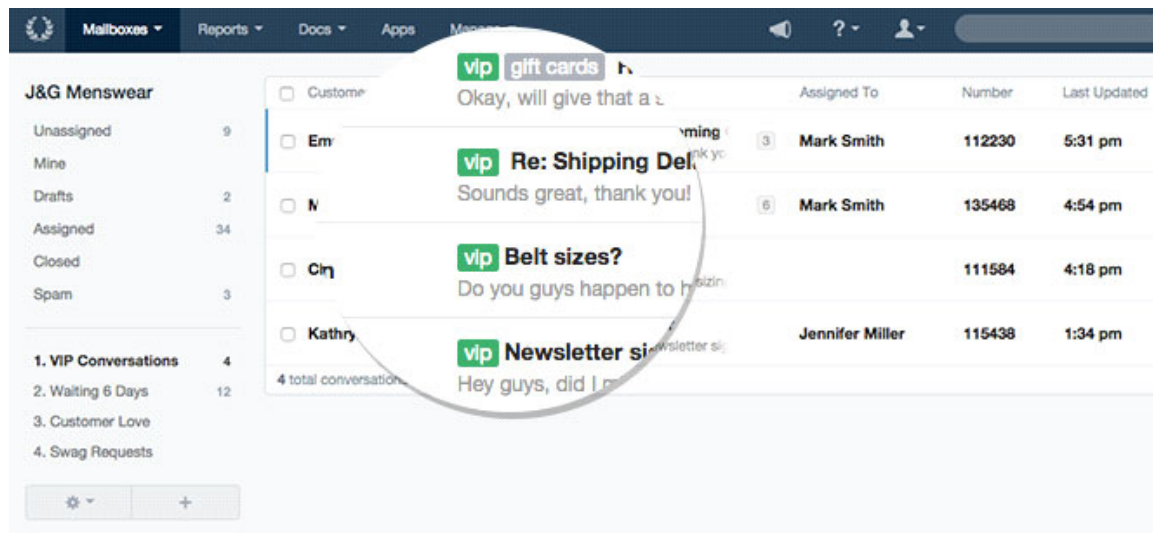 Mailboxes Reports Docs Apps ?
J&G Menswear
Unassigned 9
Mine
Drafts 2
Assigned 34
Closed
Spam 3
1. VIP Conversations 4
2. Waiting 6 Days 12
3. Customer Love
4. Swag Requests
+
Assigned To Number Last Updated
vip gift cards
Okay, will give that a
3 Mark Smith 112230 5:31 pm
vip Re: Shipping
Sounds great, thank you!
6 Mark Smith 135468 4:54 pm
vip Belt sizes?
Do you guys happen to
111584 4:18 pm
vip Newsletter
Hey guys, did I
Jennifer Miller 115438 1:34 pm
4 total